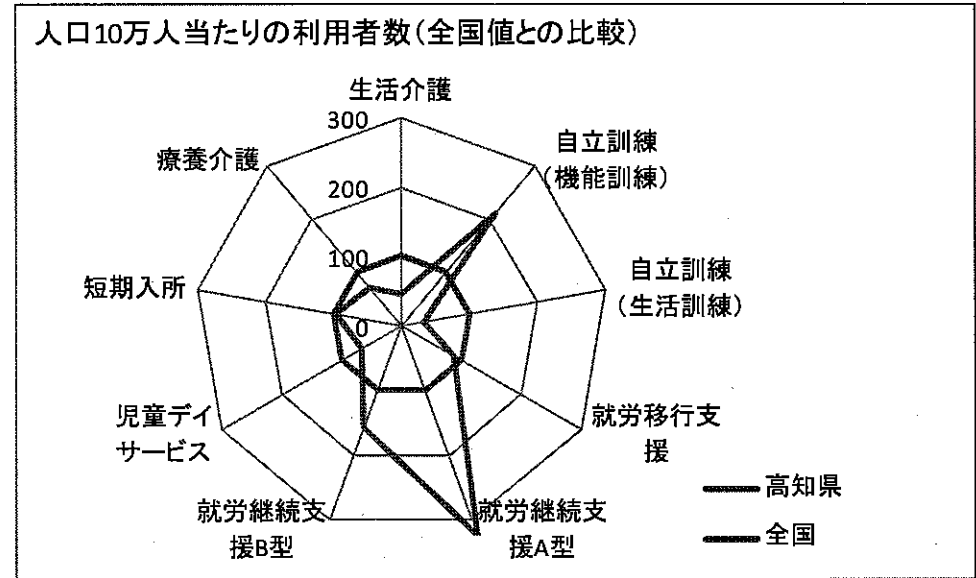 人口10万人当たりの利用者数(全国値との比較)
生活介護
自立訓練
(機能訓練)
自立訓練
(生活訓練)
就労移行支
援
就労継続支
援A型
就労継続支
援B型
児童デイ
サービス
短期入所
療養介護
300
200
100
0
高知県
全国